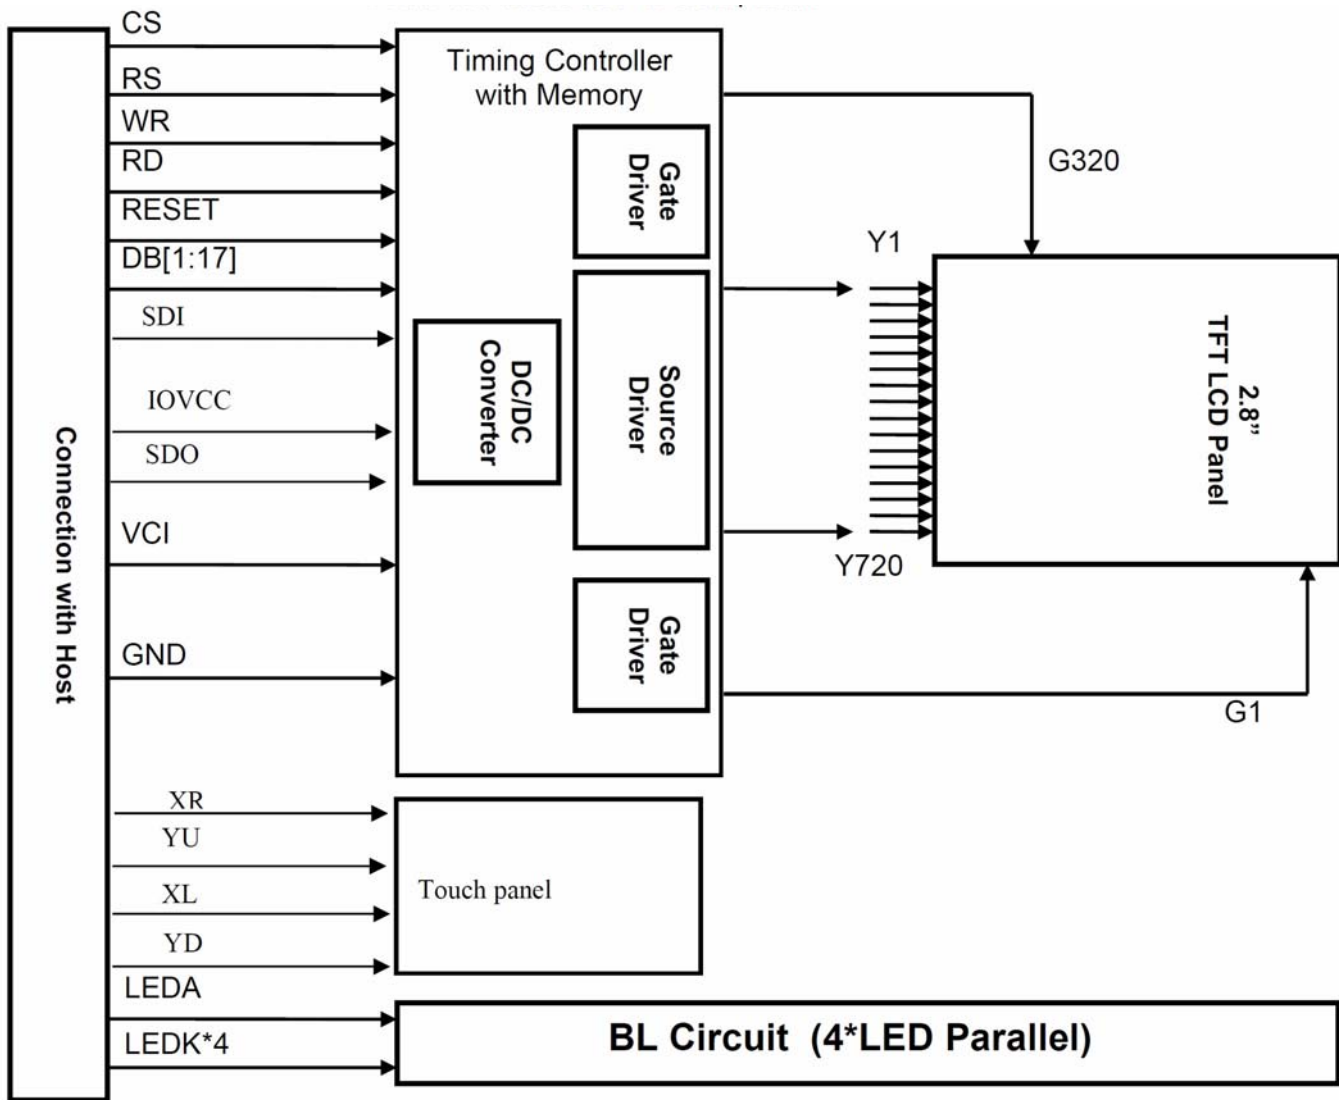 CS
RS
WR
RD
RESET
DB[1:17]
SDI
IOVCC
SDO
VCI
GND
XR
YU
XL
YD
LEDA
LEDK*4
Connection with Host
Timing Controller
with Memory
Gate
Driver
DC/DC
Converter
Source
Driver
Gate
Driver
G320
Y1
Y720
G1
2.8”
TFT LCD Panel
Touch panel
BL Circuit (4*LED Parallel)